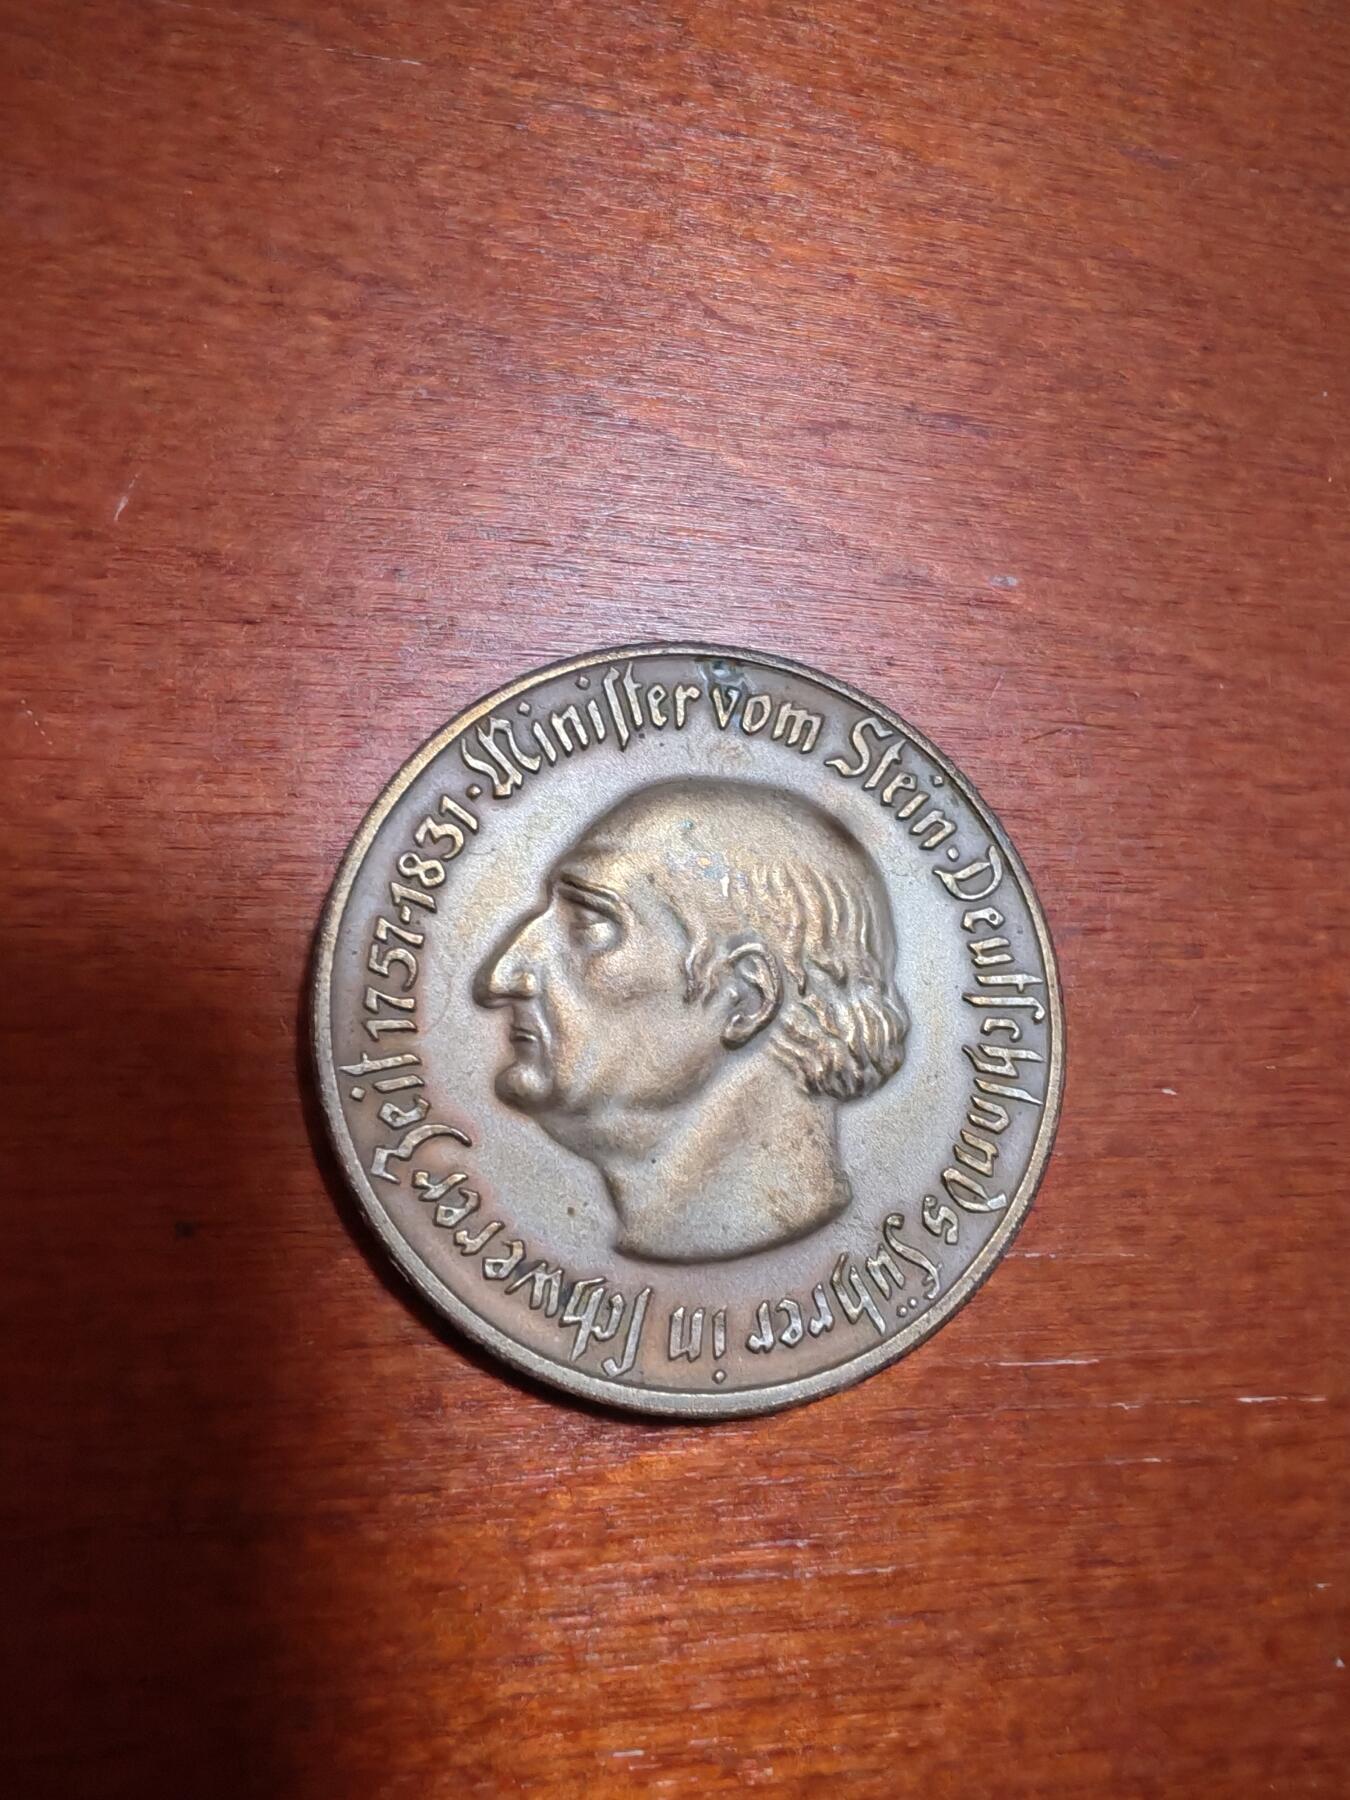 Minister vom Stein · Deutschlands Führer in schwerer Zeit 1757-1831 ·